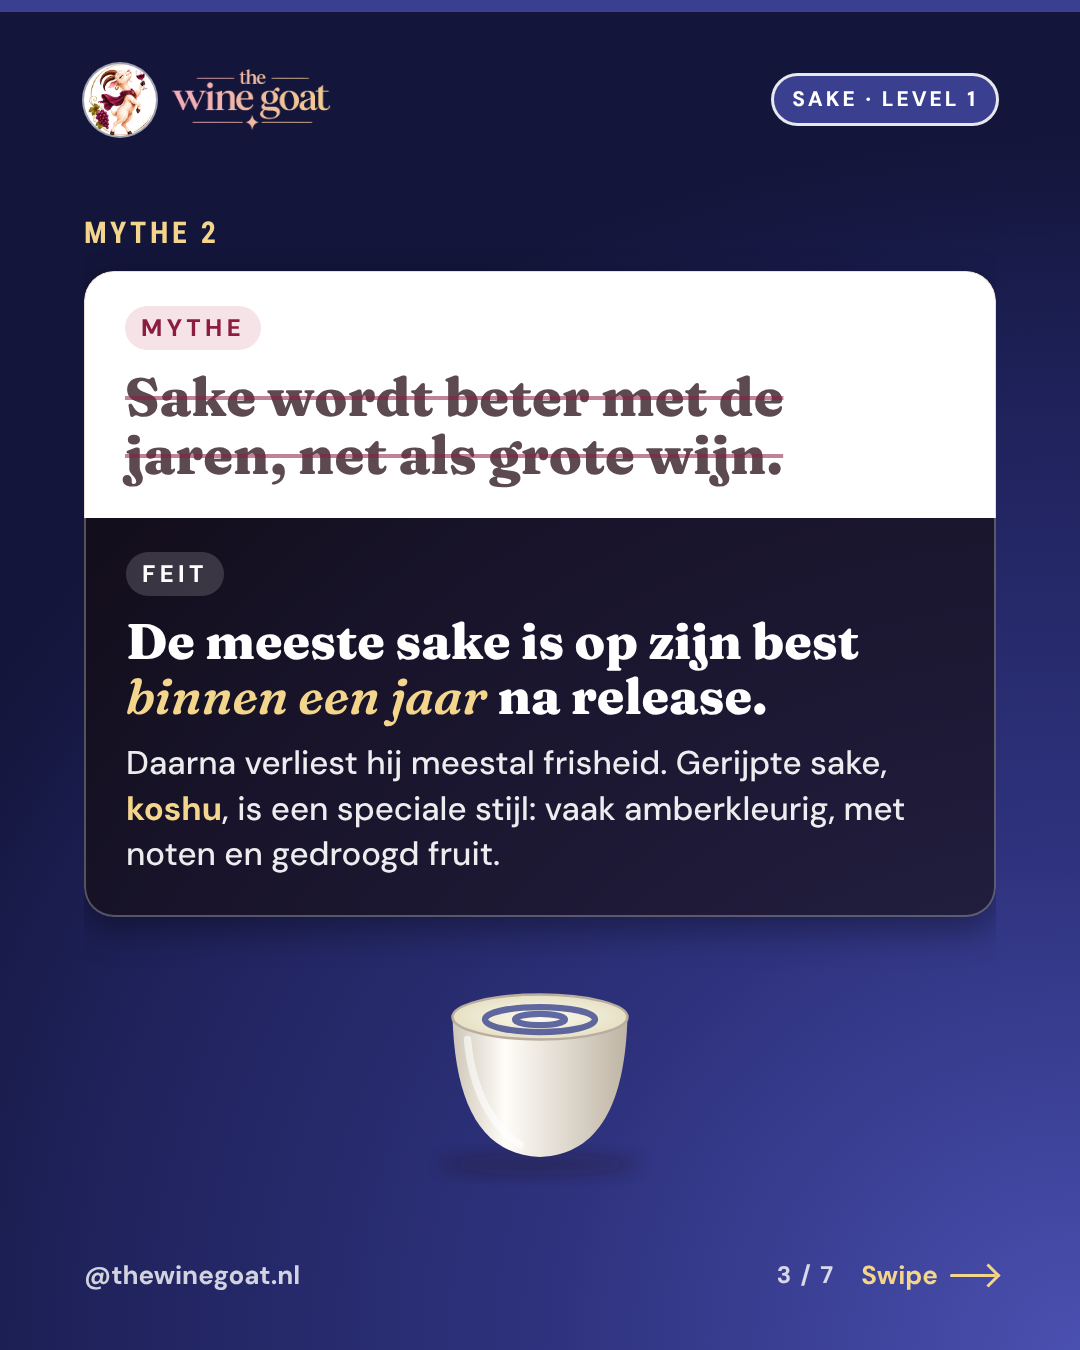 the
wine goat
SAKE · LEVEL 1
MYTHE 2
MYTHE
Sake wordt beter met de
jaren, net als grote wijn.
FEIT
De meeste sake is op zijn best
binnen een jaar na release.
Daarna verliest hij meestal frisheid. Gerijpte sake,
koshu, is een speciale stijl: vaak amberkleurig, met
noten en gedroogd fruit.
@thewinegoat.nl
3 / 7 Swipe